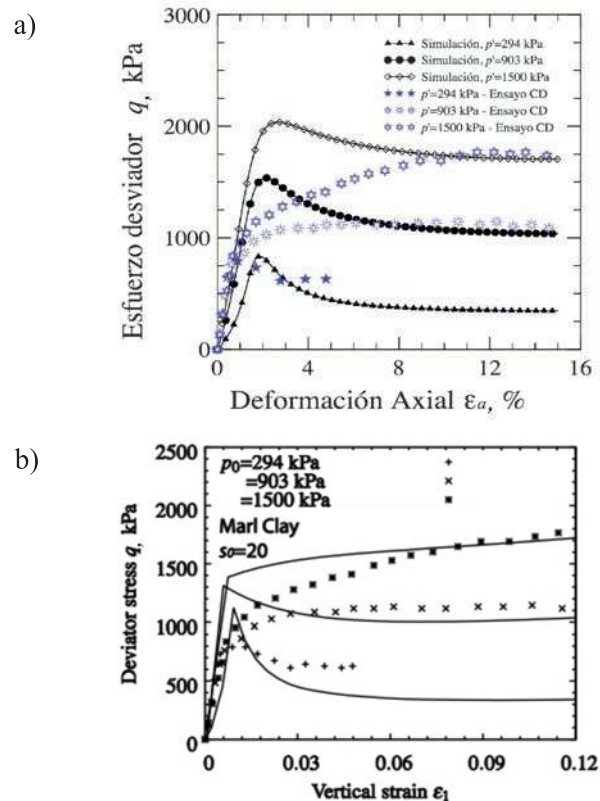 a)
3000
2000
1000
0
Esfuerzo desviador q, kPa
Simulación, p'=294 kPa
Simulación, p'=903 kPa
Simulación, p'=1500 kPa
p'=294 kPa - Ensayo CD
p'=903 kPa - Ensayo CD
p'=1500 kPa - Ensayo CD
0 4 8 12 16
Deformación Axial εa, %
b)
2500
2000
1500
1000
500
0
Deviator stress q, kPa
p0=294 kPa
=903 kPa
=1500 kPa
Marl Clay
s0=20
0 0.03 0.06 0.09 0.12
Vertical strain ε1